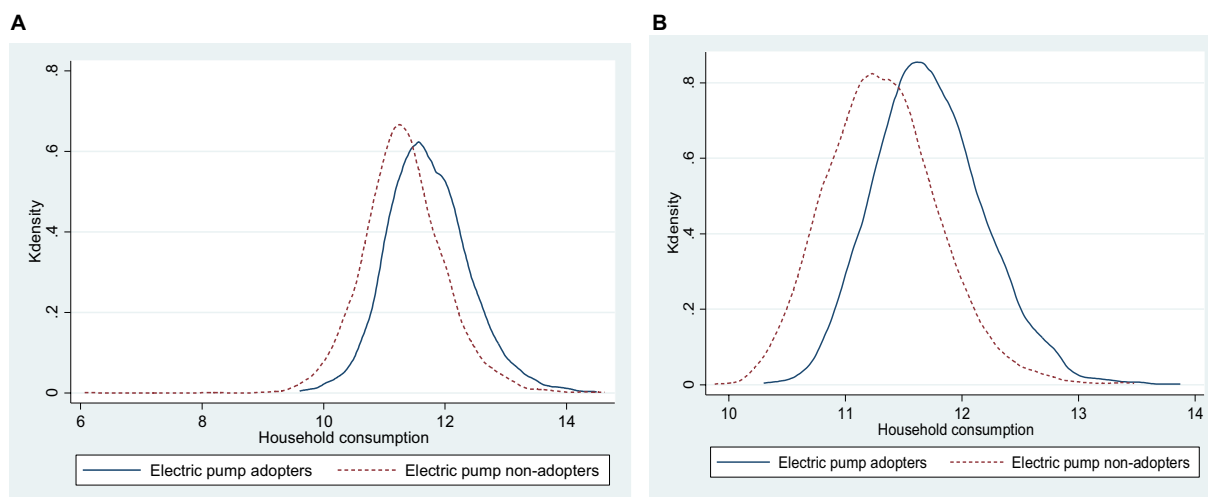 A
Kdensity
.8
.6
.4
.2
0
6 8 10 12 14
Household consumption
Electric pump adopters Electric pump non-adopters
B
Kdensity
.8
.6
.4
.2
0
10 11 12 13 14
Household consumption
Electric pump adopters Electric pump non-adopters